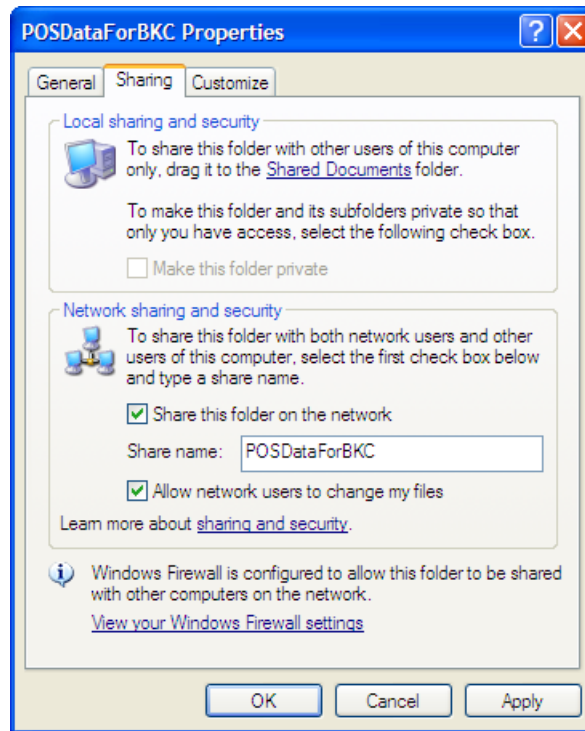 POSDataForBKC Properties
General Sharing Customize
Local sharing and security
To share this folder with other users of this computer
only, drag it to the Shared Documents folder.
To make this folder and its subfolders private so that
only you have access, select the following check box.
Make this folder private
Network sharing and security
To share this folder with both network users and other
users of this computer, select the first check box below
and type a share name.
Share this folder on the network
Share name: POSDataForBKC
Allow network users to change my files
Learn more about sharing and security.
Windows Firewall is configured to allow this folder to be shared
with other computers on the network.
View your Windows Firewall settings
OK Cancel Apply